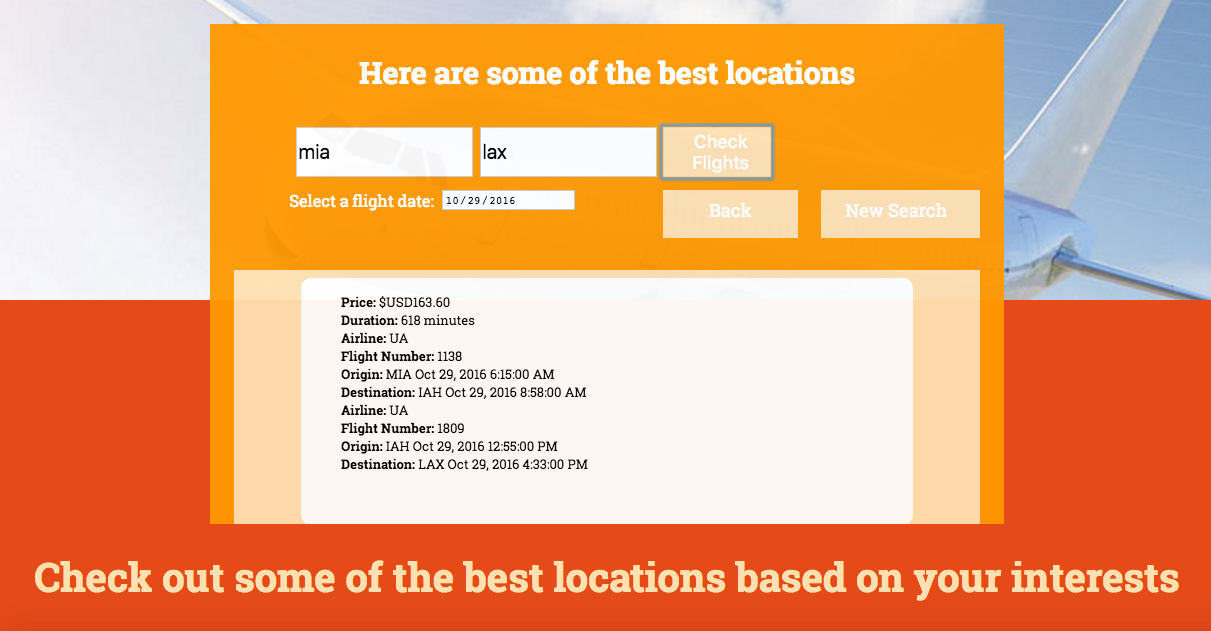 Here are some of the best locations
mia
lax
Check
Flights
Select a flight date: 10/29/2016
Back
New Search
Price: $USD163.60
Duration: 618 minutes
Airline: UA
Flight Number: 1138
Origin: MIA Oct 29, 2016 6:15:00 AM
Destination: IAH Oct 29, 2016 8:58:00 AM
Airline: UA
Flight Number: 1809
Origin: IAH Oct 29, 2016 12:55:00 PM
Destination: LAX Oct 29, 2016 4:33:00 PM
Check out some of the best locations based on your interests